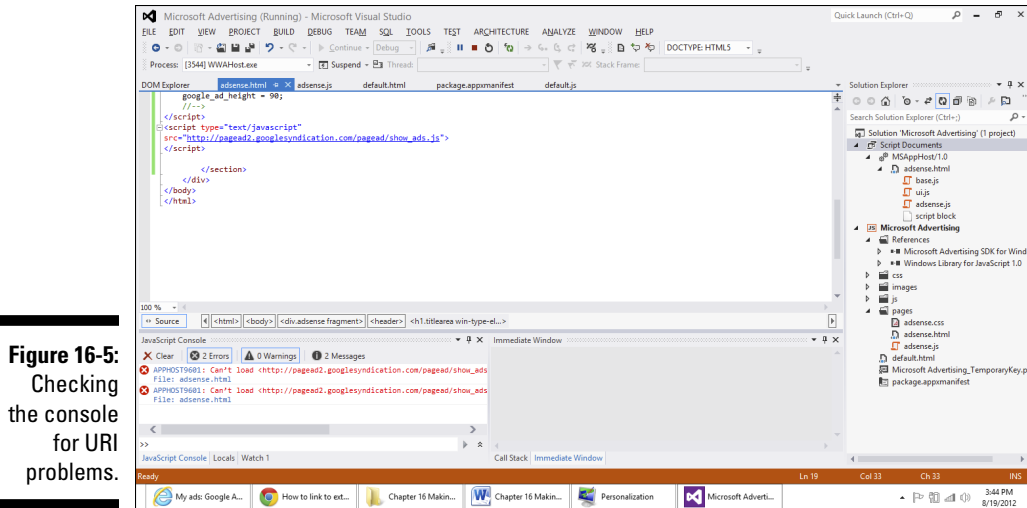 Microsoft Advertising (Running) - Microsoft Visual Studio
Quick Launch (Ctrl+Q)
FILE EDIT VIEW PROJECT BUILD DEBUG TEAM SQL TOOLS TEST ARCHITECTURE ANALYZE WINDOW HELP
Continue Debug DOCTYPE: HTML5
Process: [3544] WWAHost.exe Suspend Thread: Stack Frame:
DOM Explorer adsense.html adsense.js default.html package.appxmanifest default.js
google_ad_height = 90;
//-->
</script>
<script type="text/javascript"
src="http://pagead2.googlesyndication.com/pagead/show_ads.js">
</script>
</section>
</div>
</body>
</html>
100 %
Source <html> <body> <div.adsense fragment> <header> <h1.titlearea win-type-el...>
JavaScript Console
Clear 2 Errors 0 Warnings 2 Messages
APPHOST9601: Can't load <http://pagead2.googlesyndication.com/pagead/show_ads
File: adsense.html
APPHOST9601: Can't load <http://pagead2.googlesyndication.com/pagead/show_ads
File: adsense.html
>>
JavaScript Console Locals Watch 1
Immediate Window
Call Stack Immediate Window
Solution Explorer
Search Solution Explorer (Ctrl+;)
Solution 'Microsoft Advertising' (1 project)
Script Documents
MSAppHost/1.0
adsense.html
base.js
ui.js
adsense.js
script block
Microsoft Advertising
References
Microsoft Advertising SDK for Wind
Windows Library for JavaScript 1.0
css
images
js
pages
adsense.css
adsense.html
adsense.js
default.html
Microsoft Advertising_TemporaryKey.p
package.appxmanifest
Ready Ln 19 Col 33 Ch 33 INS
My ads: Google A... How to link to ext... Chapter 16 Makin... Chapter 16 Makin... Personalization Microsoft Adverti...
3:44 PM
8/19/2012
Figure 16-5:
Checking
the console
for URI
problems.